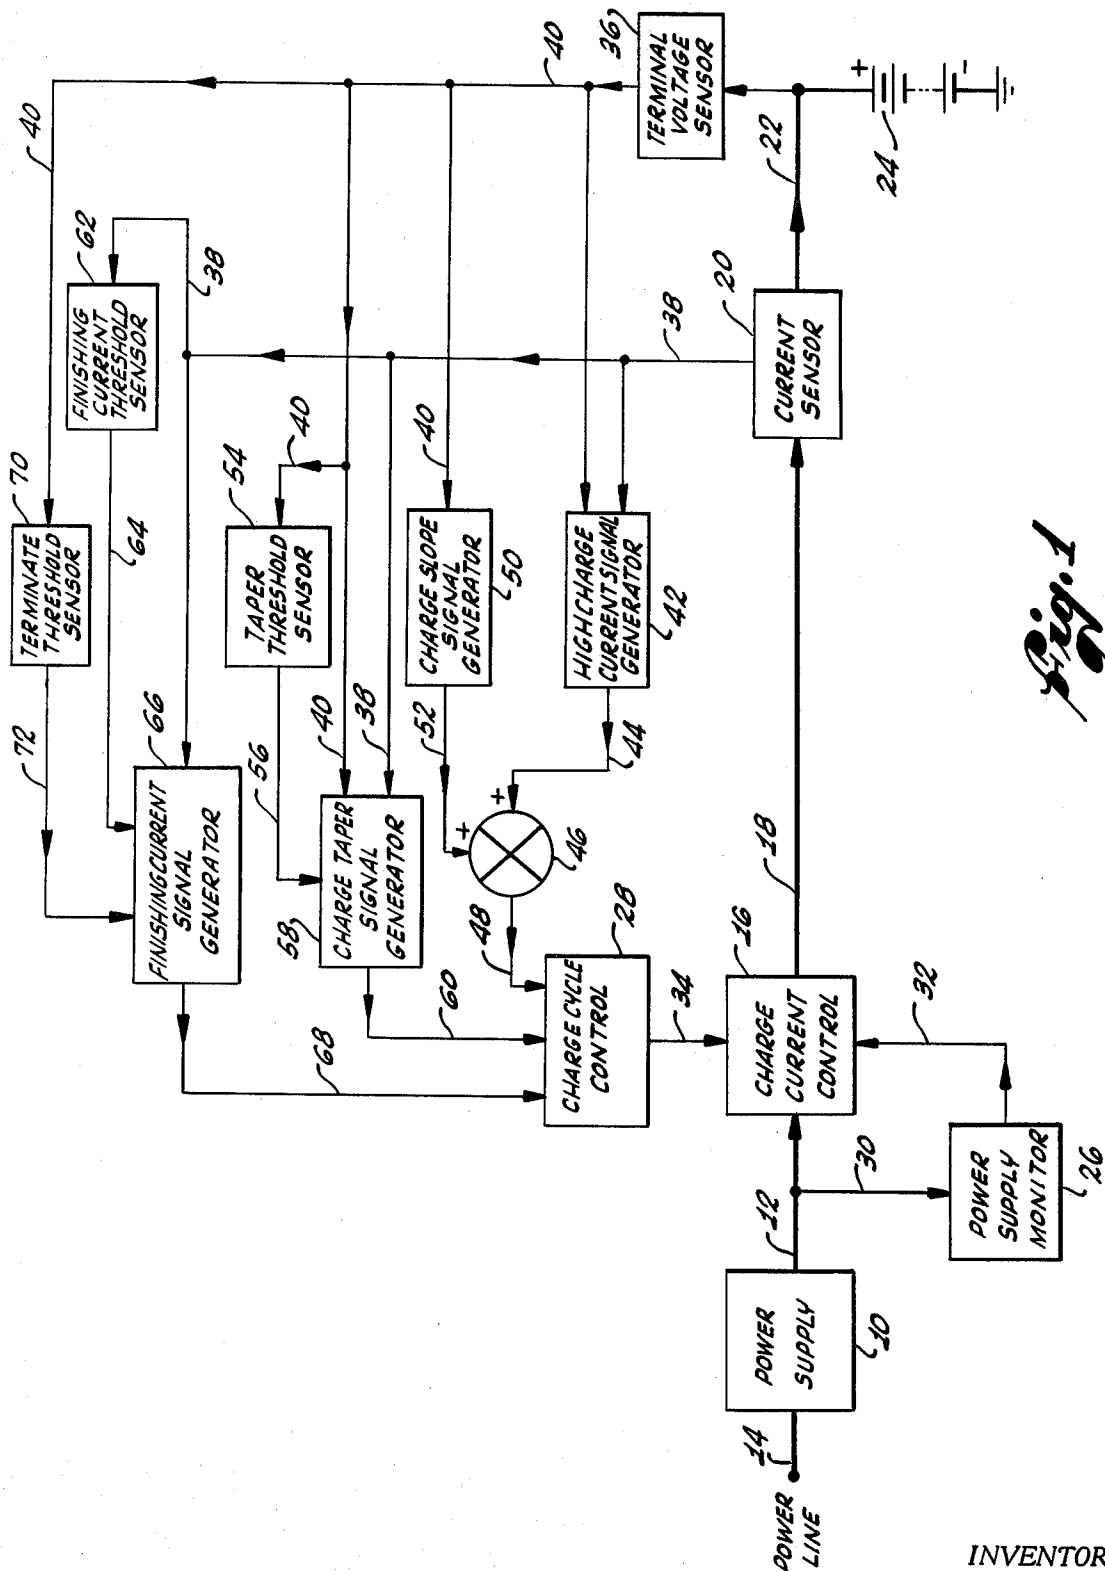 POWER
LINE
14
POWER
SUPPLY
10
12
30
POWER
SUPPLY
MONITOR
26
32
CHARGE
CURRENT
CONTROL
16
18
34
CHARGE CYCLE
CONTROL
28
48
60
68
46
+
+
44
52
HIGH CHARGE
CURRENT SIGNAL
GENERATOR
42
CHARGE SLOPE
SIGNAL
GENERATOR
50
CHARGE TAPER
SIGNAL
GENERATOR
58
56
40
38
TAPER
THRESHOLD
SENSOR
54
40
40
FINISHING CURRENT
SIGNAL
GENERATOR
66
72
64
TERMINATE
THRESHOLD
SENSOR
70
FINISHING
CURRENT
THRESHOLD
SENSOR
62
38
40
CURRENT
SENSOR
20
38
22
TERMINAL
VOLTAGE
SENSOR
36
40
24
+
-
Fig. 1
INVENTOR